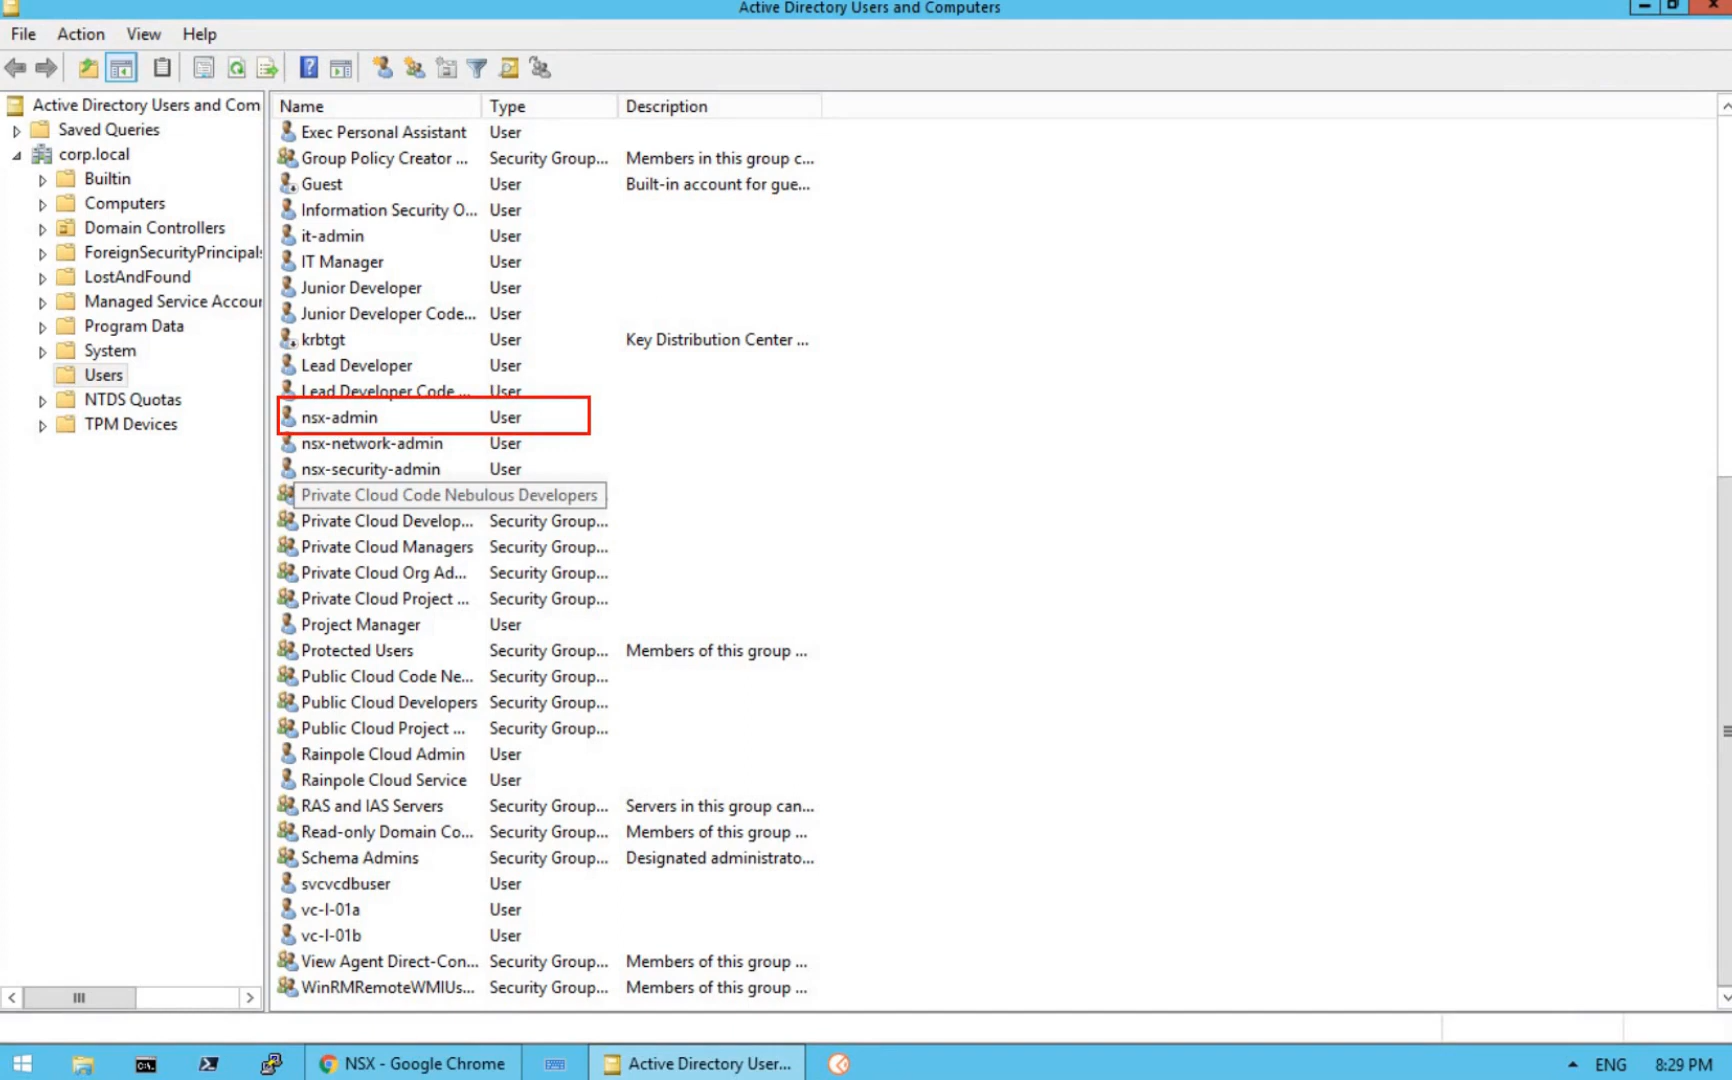 Active Directory Users and Computers
File Action View Help
Active Directory Users and Com
Saved Queries
corp.local
Builtin
Computers
Domain Controllers
ForeignSecurityPrincipals
LostAndFound
Managed Service Accour
Program Data
System
Users
NTDS Quotas
TPM Devices
Name Type Description
Exec Personal Assistant User
Group Policy Creator ... Security Group... Members in this group c...
Guest User Built-in account for gue...
Information Security O... User
it-admin User
IT Manager User
Junior Developer User
Junior Developer Code... User
krbtgt User Key Distribution Center ...
Lead Developer User
Lead Developer Code ... User
nsx-admin User
nsx-network-admin User
nsx-security-admin User
Private Cloud Code Nebulous Developers
Private Cloud Develop... Security Group...
Private Cloud Managers Security Group...
Private Cloud Org Ad... Security Group...
Private Cloud Project ... Security Group...
Project Manager User
Protected Users Security Group... Members of this group ...
Public Cloud Code Ne... Security Group...
Public Cloud Developers Security Group...
Public Cloud Project ... Security Group...
Rainpole Cloud Admin User
Rainpole Cloud Service User
RAS and IAS Servers Security Group... Servers in this group can...
Read-only Domain Co... Security Group... Members of this group ...
Schema Admins Security Group... Designated administrato...
svcvcdbuser User
vc-l-01a User
vc-l-01b User
View Agent Direct-Con... Security Group... Members of this group ...
WinRMRemoteWMIUs... Security Group... Members of this group ...
NSX - Google Chrome Active Directory User... ENG 8:29 PM